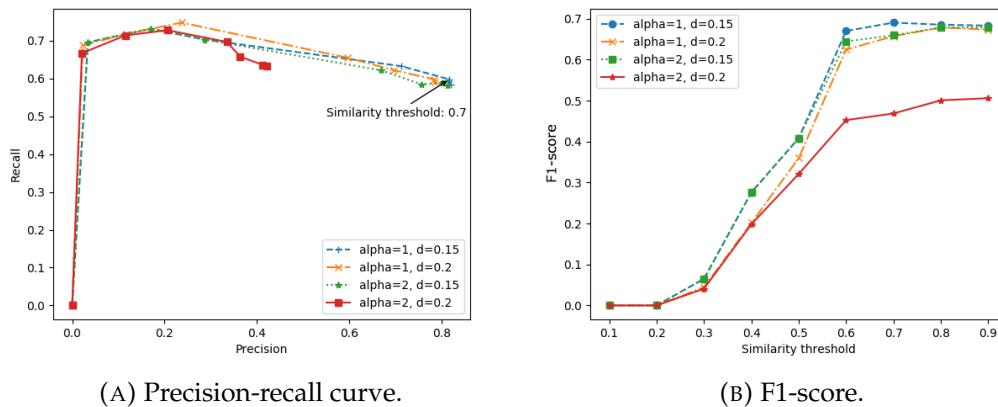 0.7
0.6
0.5
0.4
0.3
0.2
0.1
0.0
Recall
Similarity threshold: 0.7
alpha=1, d=0.15
alpha=1, d=0.2
alpha=2, d=0.15
alpha=2, d=0.2
0.0 0.2 0.4 0.6 0.8
Precision
(A) Precision-recall curve.
0.7
0.6
0.5
0.4
0.3
0.2
0.1
0.0
F1-score
alpha=1, d=0.15
alpha=1, d=0.2
alpha=2, d=0.15
alpha=2, d=0.2
0.1 0.2 0.3 0.4 0.5 0.6 0.7 0.8 0.9
Similarity threshold
(B) F1-score.